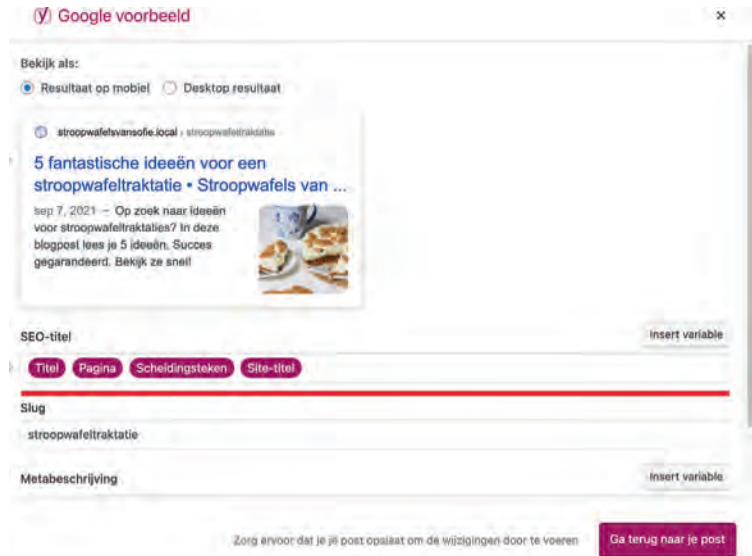 Google voorbeeld
×
Bekijk als:
Resultaat op mobiel Desktop resultaat
stroopwafelsvansofie.local › stroopwafeltraktatie
5 fantastische ideeën voor een
stroopwafeltraktatie • Stroopwafels van ...
sep 7, 2021 – Op zoek naar ideeën
voor stroopwafeltraktaties? In deze
blogpost lees je 5 ideeën. Succes
gegarandeerd. Bekijk ze snel!
SEO-titel Insert variable
Titel Pagina Scheidingsteken Site-titel
Slug
stroopwafeltraktatie
Metabeschrijving Insert variable
Zorg ervoor dat je je post opslaat om de wijzigingen door te voeren Ga terug naar je post